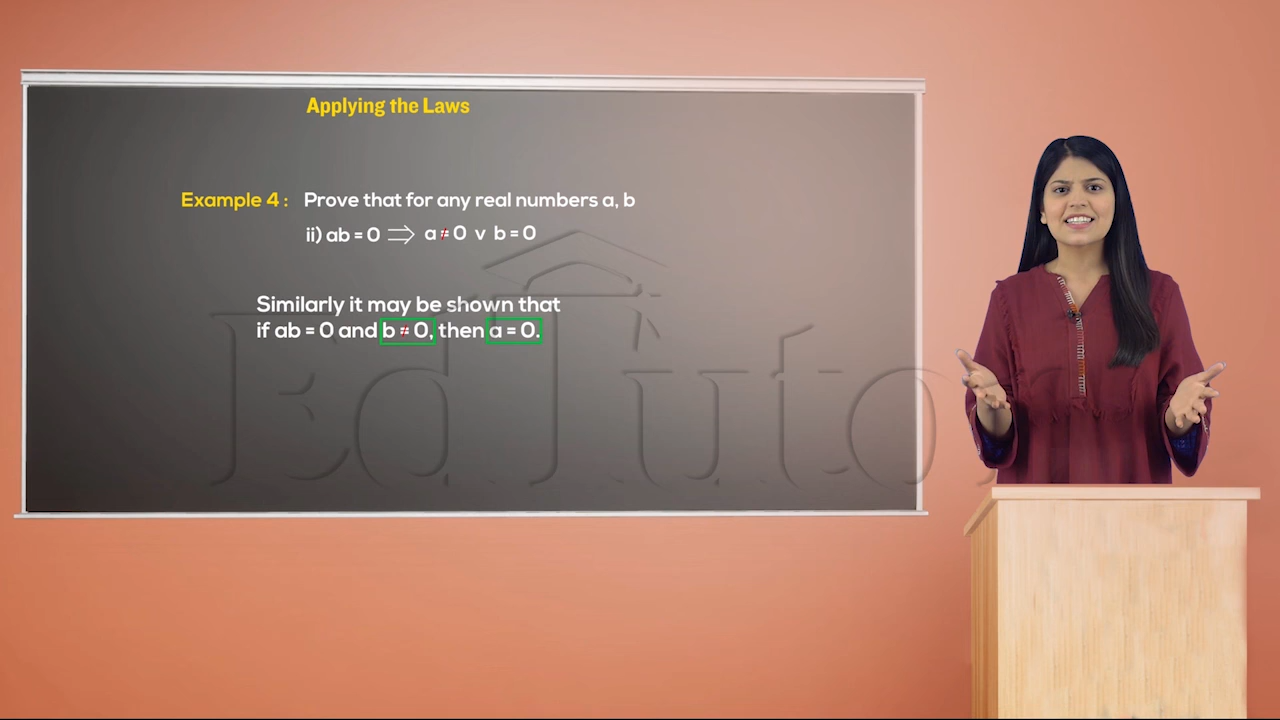 Applying the Laws
Example 4 : Prove that for any real numbers a, b
ii) ab = 0 ⟹ a ≠ 0 v b = 0
Similarly it may be shown that
if ab = 0 and b ≠ 0, then a = 0.
EdTutor